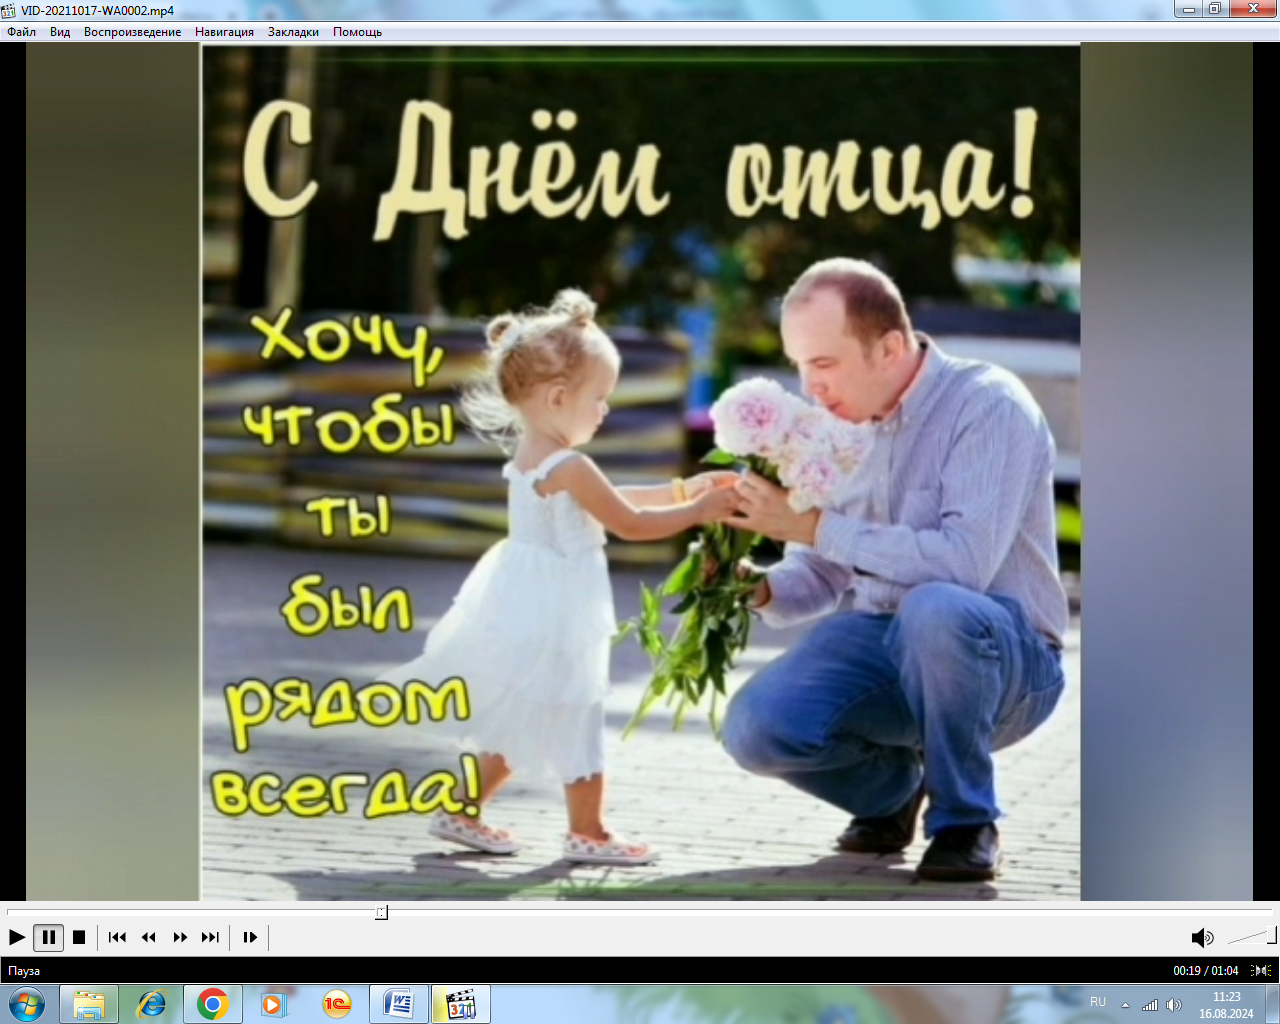 VID-20211017-WA0002.mp4
Файл Вид Воспроизведение Навигация Закладки Помощь
С Днём отца!
Хочу,
чтобы
ты
был
рядом
всегда!
Пауза
00:19 / 01:04
RU
11:23
16.08.2024